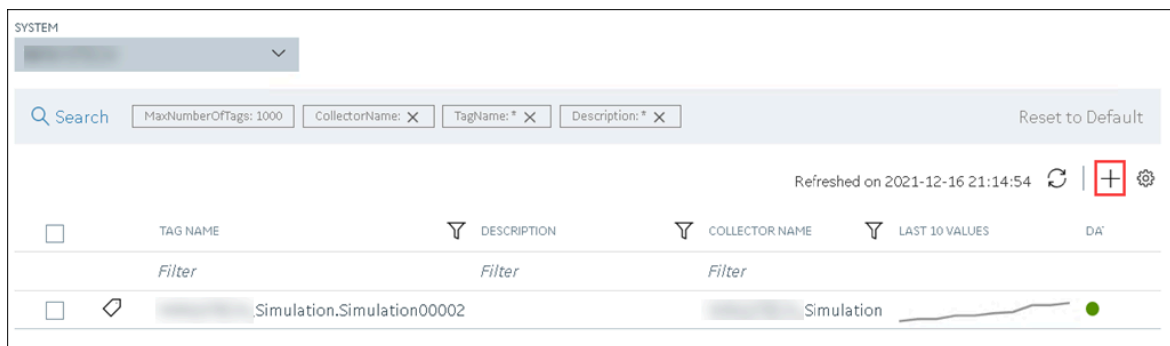 SYSTEM
Search MaxNumberOfTags: 1000 CollectorName: TagName: * Description: * Reset to Default
Refreshed on 2021-12-16 21:14:54
TAG NAME DESCRIPTION COLLECTOR NAME LAST 10 VALUES DA
Filter Filter Filter
.Simulation.Simulation00002 Simulation